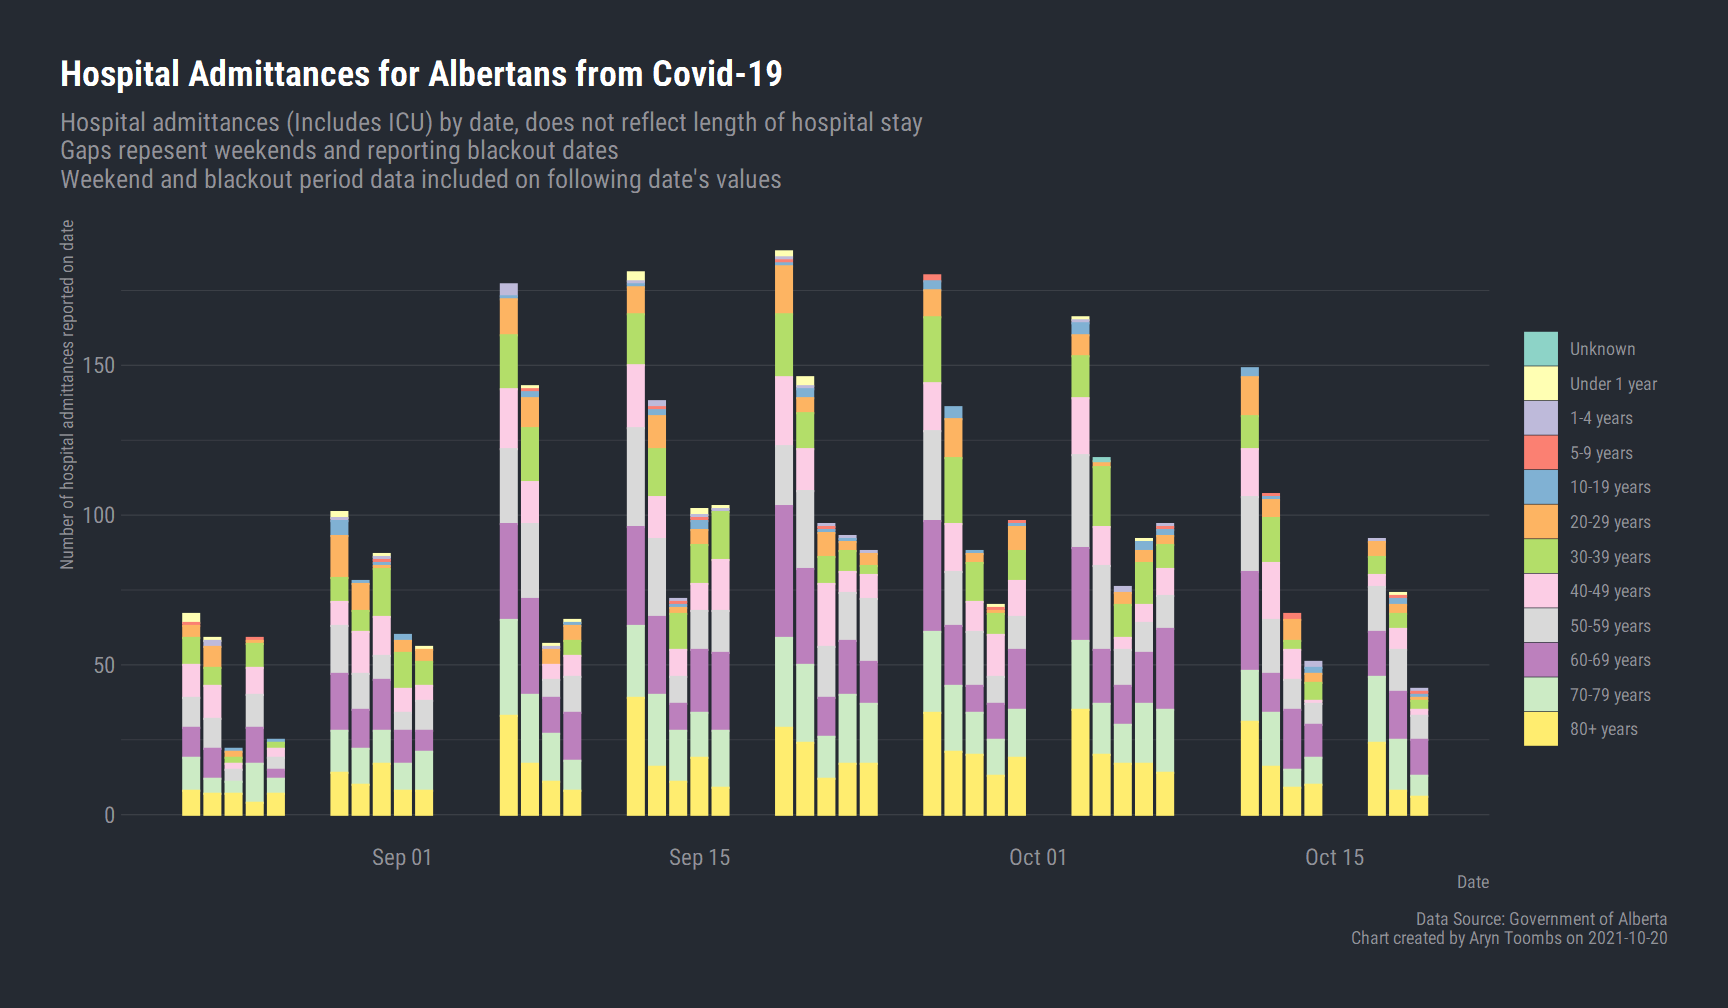 Hospital Admittances for Albertans from Covid-19
Hospital admittances (Includes ICU) by date, does not reflect length of hospital stay
Gaps repesent weekends and reporting blackout dates
Weekend and blackout period data included on following date's values
Number of hospital admittances reported on date
150
100
50
0
Sep 01
Sep 15
Oct 01
Oct 15
Date
Unknown
Under 1 year
1-4 years
5-9 years
10-19 years
20-29 years
30-39 years
40-49 years
50-59 years
60-69 years
70-79 years
80+ years
Data Source: Government of Alberta
Chart created by Aryn Toombs on 2021-10-20